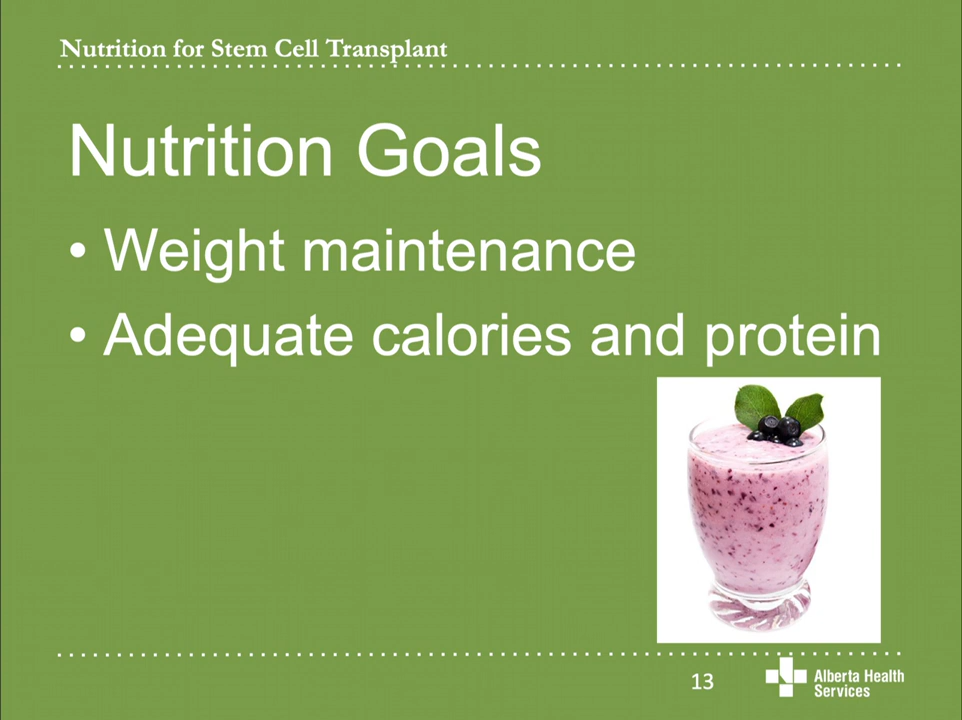 Nutrition for Stem Cell Transplant
Nutrition Goals
• Weight maintenance
• Adequate calories and protein
13
Alberta Health
Services